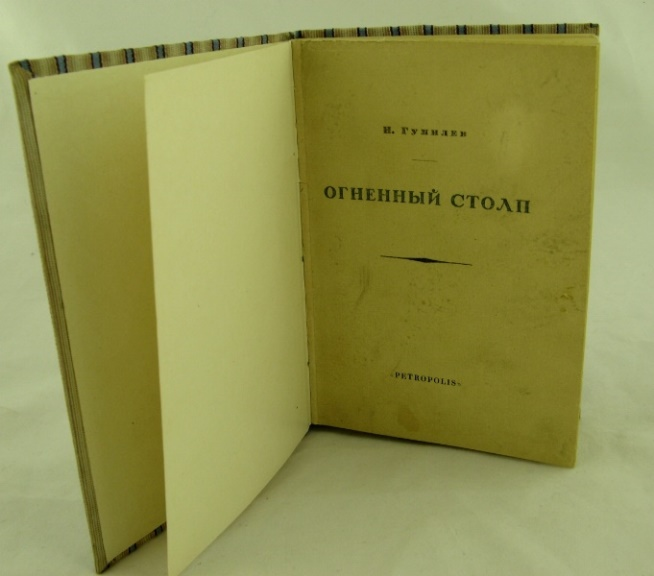 Н. Гумилев
ОГНЕННЫЙ СТОЛП
«PETROPOLIS»